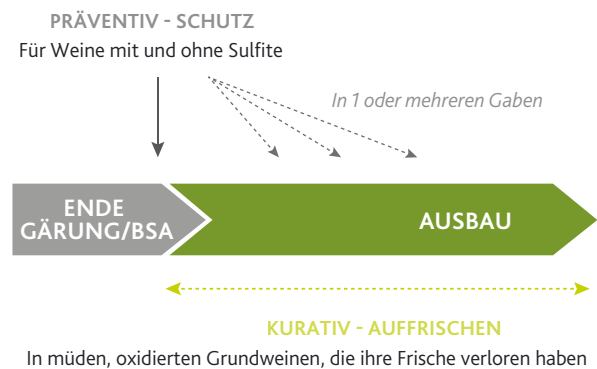 PRÄVENTIV - SCHUTZ
Für Weine mit und ohne Sulfite
In 1 oder mehreren Gaben
ENDE
GÄRUNG/BSA
AUSBAU
KURATIV - AUFFRISCHEN
In müden, oxidierten Grundweinen, die ihre Frische verloren haben